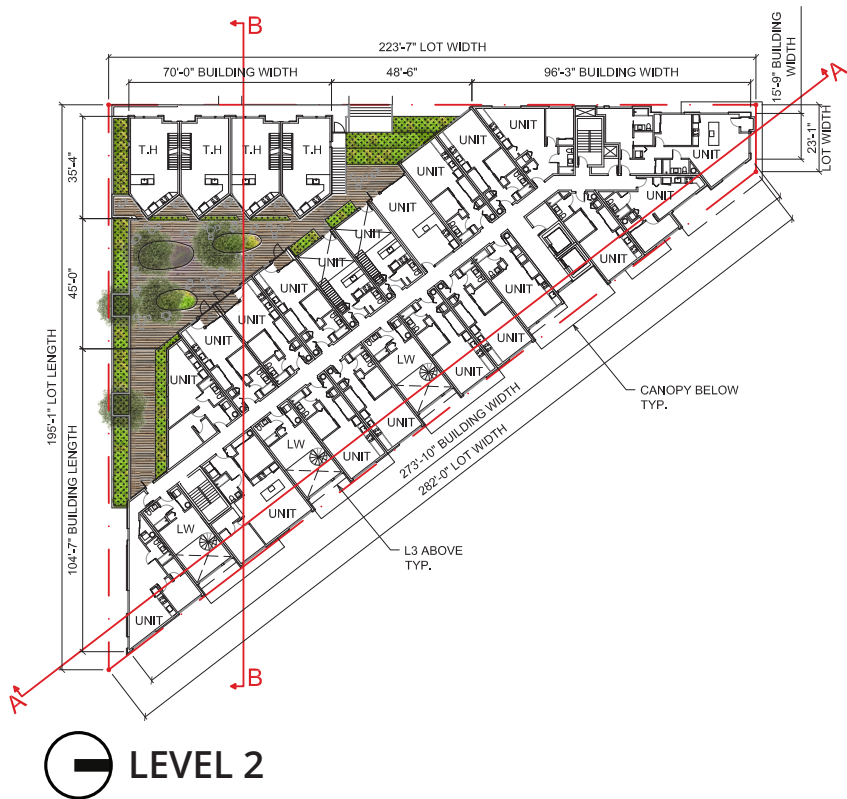 B
223'-7" LOT WIDTH
70'-0" BUILDING WIDTH
48'-6"
96'-3" BUILDING WIDTH
15'-9" BUILDING
WIDTH
A
23'-1"
LOT WIDTH
35'-4"
45'-0"
104'-7" BUILDING LENGTH
195'-1" LOT LENGTH
T.H
T.H
T.H
T.H
UNIT
UNIT
UNIT
UNIT
UNIT
UNIT
UNIT
UNIT
UNIT
UNIT
UNIT
UNIT
UNIT
LW
UNIT
UNIT
LW
UNIT
UNIT
LW
UNIT
CANOPY BELOW
TYP.
273'-10" BUILDING WIDTH
282'-0" LOT WIDTH
L3 ABOVE
TYP.
A
B
LEVEL 2